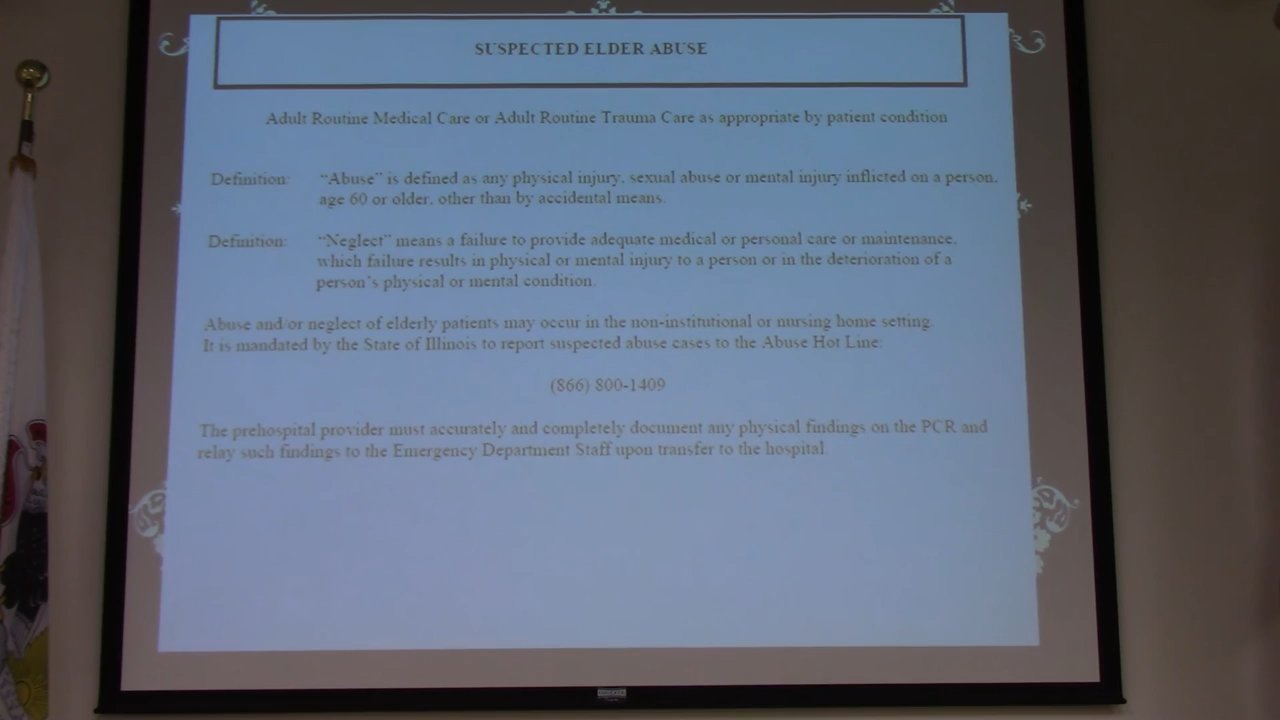 SUSPECTED ELDER ABUSE
Adult Routine Medical Care or Adult Routine Trauma Care as appropriate by patient condition
Definition: "Abuse" is defined as any physical injury, sexual abuse or mental injury inflicted on a person,
age 60 or older, other than by accidental means.
Definition: "Neglect" means a failure to provide adequate medical or personal care or maintenance,
which failure results in physical or mental injury to a person or in the deterioration of a
person's physical or mental condition.
Abuse and/or neglect of elderly patients may occur in the non-institutional or nursing home setting.
It is mandated by the State of Illinois to report suspected abuse cases to the Abuse Hot Line:
(866) 800-1409
The prehospital provider must accurately and completely document any physical findings on the PCR and
relay such findings to the Emergency Department Staff upon transfer to the hospital.